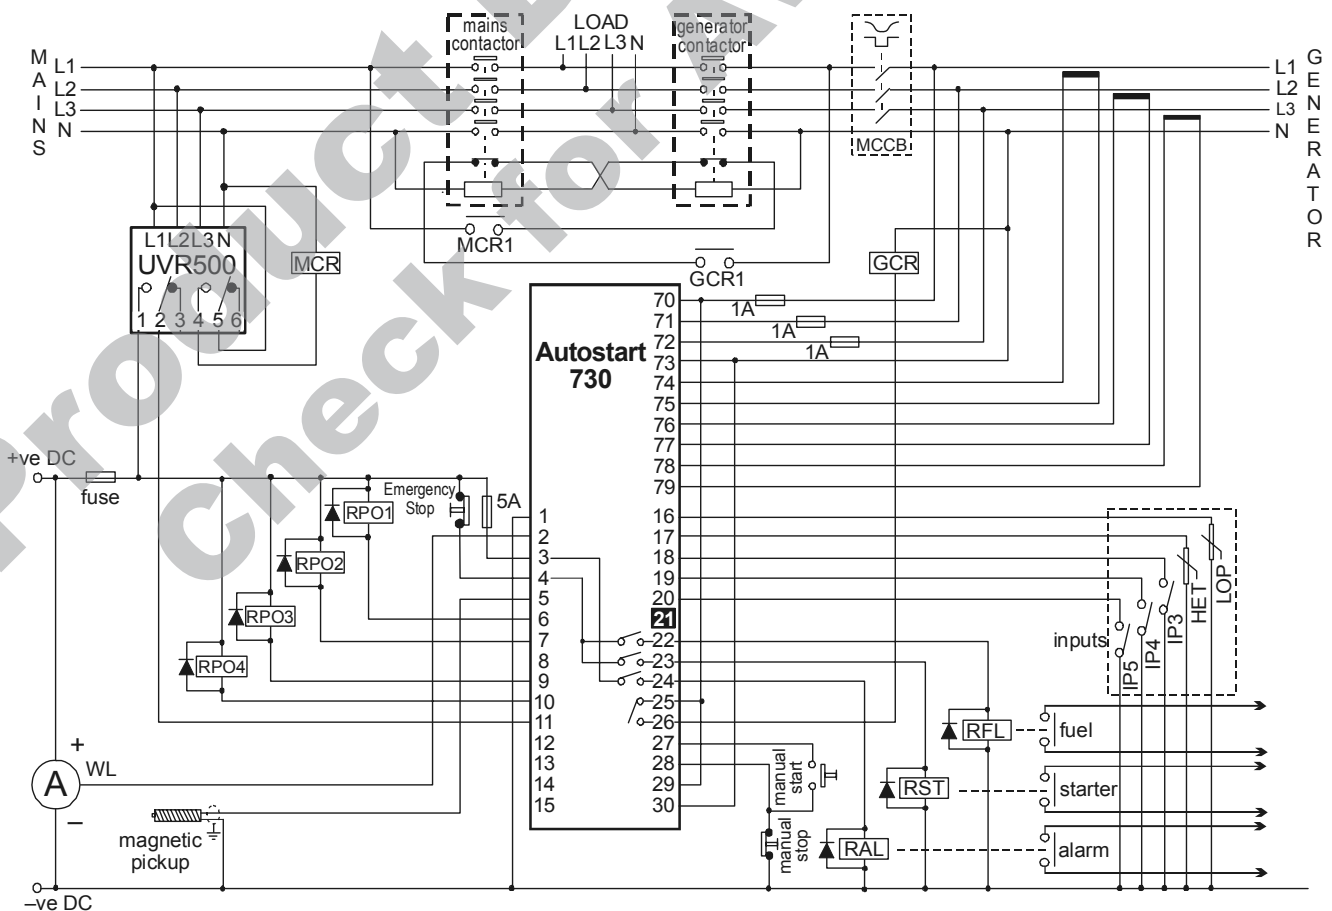 mains
contactor
LOAD
L1 L2 L3 N
generator
contactor
MAINS
L1
L2
L3
N
GENERATOR
L1
L2
L3
N
MCCB
MCR1
GCR1
L1 L2 L3 N
UVR500
1 2 3 4 5 6
MCR
GCR
Autostart
730
70
71
72
73
74
75
76
77
78
79
1A
1A
1A
+ve DC
fuse
Emergency
Stop
5A
RPO1
RPO2
RPO3
RPO4
1
2
3
4
5
6
7
8
9
10
11
12
13
14
15
16
17
18
19
20
21
22
23
24
25
26
27
28
29
30
inputs
IP5
IP4
IP3
HET
LOP
manual
start
manual
stop
RFL
fuel
RST
starter
RAL
alarm
+
A
WL
–
magnetic
pickup
–ve DC
Product
Check for A